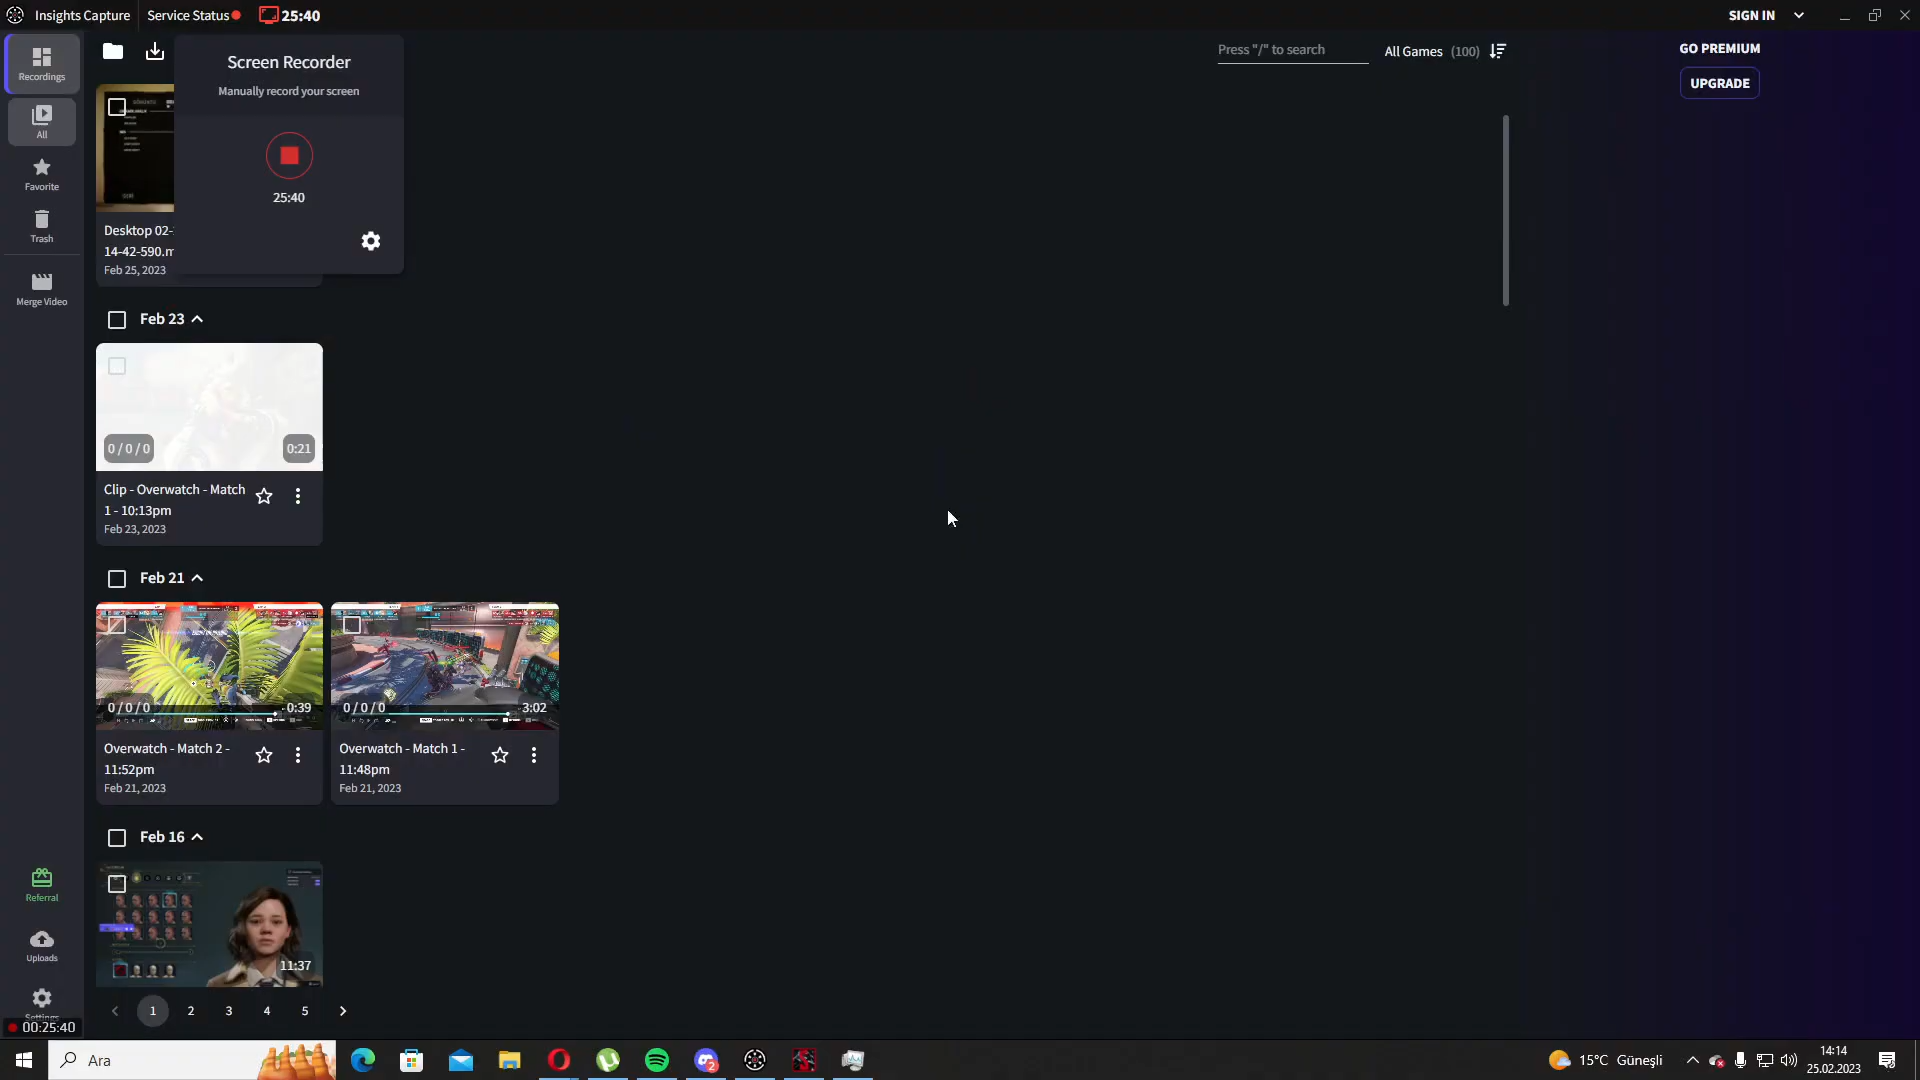 Insights Capture
Service Status
25:40
SIGN IN
Recordings
All
Favorite
Trash
Merge Video
Referral
Uploads
Settings
00:25:40
Screen Recorder
Manually record your screen
25:40
Press "/" to search
All Games (100)
GO PREMIUM
UPGRADE
Desktop 02-
14-42-590.m
Feb 25, 2023
Feb 23
0 / 0 / 0
0:21
Clip - Overwatch - Match
1 - 10:13pm
Feb 23, 2023
Feb 21
0 / 0 / 0
0:39
Overwatch - Match 2 -
11:52pm
Feb 21, 2023
0 / 0 / 0
3:02
Overwatch - Match 1 -
11:48pm
Feb 21, 2023
Feb 16
11:37
1 2 3 4 5
Ara
2
15°C Güneşli
14:14
25.02.2023